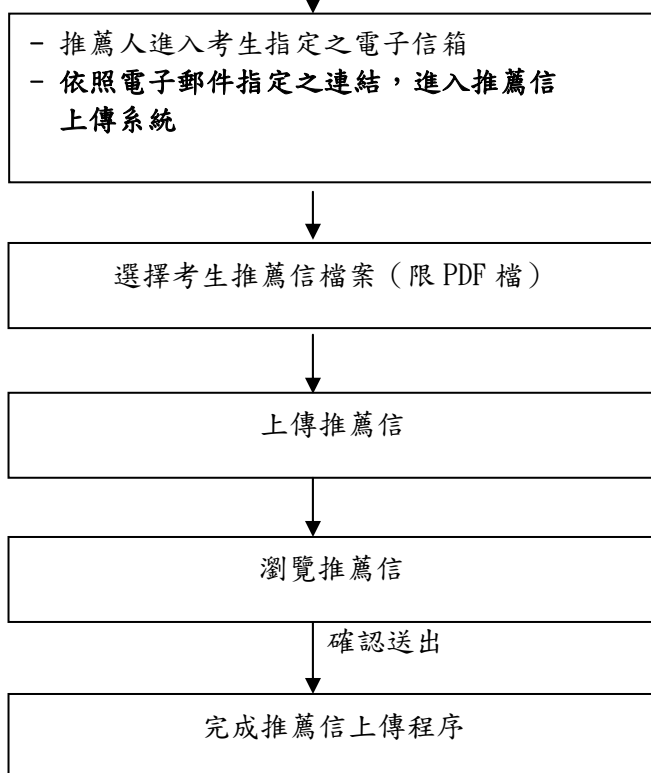 - 推薦人進入考生指定之電子信箱
- 依照電子郵件指定之連結，進入推薦信
上傳系統
選擇考生推薦信檔案（限 PDF 檔）
上傳推薦信
瀏覽推薦信
確認送出
完成推薦信上傳程序